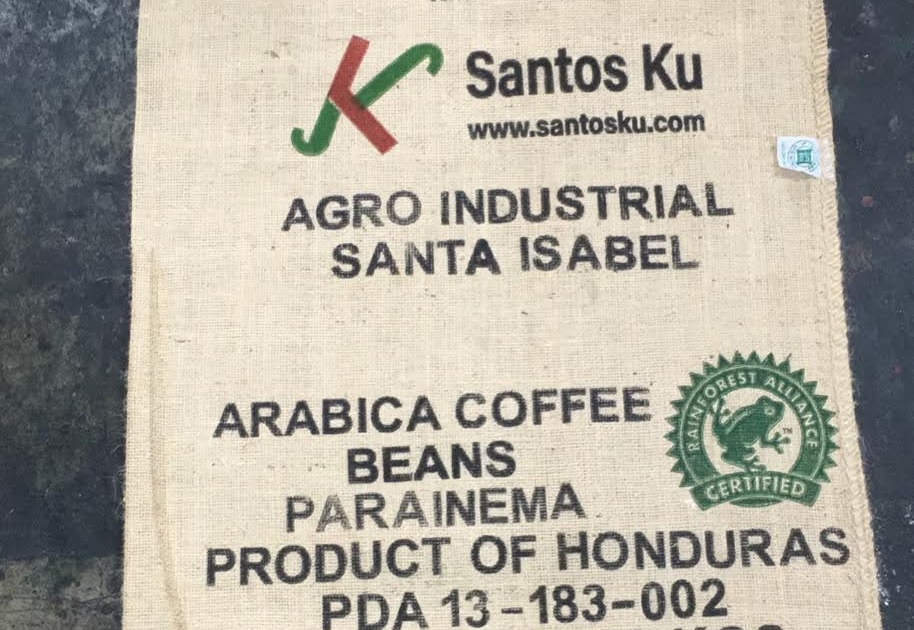 Santos Ku
www.santosku.com
AGRO INDUSTRIAL
SANTA ISABEL
ARABICA COFFEE
BEANS
PARAINEMA
RAINFOREST ALLIANCE
TM
CERTIFIED
PRODUCT OF HONDURAS
PDA 13-183-002